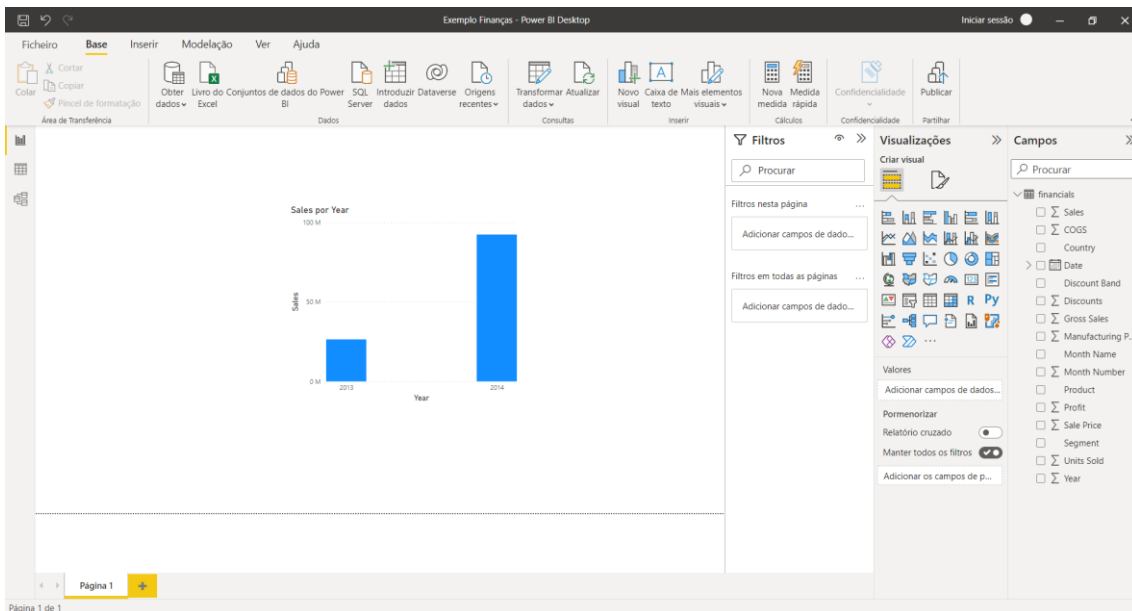 Exemplo Finanças - Power BI Desktop
Iniciar sessão
Ficheiro Base Inserir Modelação Ver Ajuda
Colar
Cortar
Copiar
Pincel de formatação
Área de Transferência
Obter dados
Livro do Excel
Conjuntos de dados do Power BI
SQL Server
Introduzir dados
Dataverse
Origens recentes
Dados
Transformar dados
Atualizar
Consultas
Novo visual
Caixa de texto
Mais elementos visuais
Inserir
Nova medida
Medida rápida
Cálculos
Confidencialidade
Confidencialidade
Publicar
Partilhar
Sales por Year
100 M
50 M
0 M
Sales
2013 2014
Year
Filtros
Procurar
Filtros nesta página ...
Adicionar campos de dado...
Filtros em todas as páginas ...
Adicionar campos de dado...
Visualizações
Criar visual
R Py
...
Valores
Adicionar campos de dados...
Pormenorizar
Relatório cruzado
Manter todos os filtros
Adicionar os campos de p...
Campos
Procurar
financials
Sales
COGS
Country
Date
Discount Band
Discounts
Gross Sales
Manufacturing P...
Month Name
Month Number
Product
Profit
Sale Price
Segment
Units Sold
Year
Página 1
Página 1 de 1